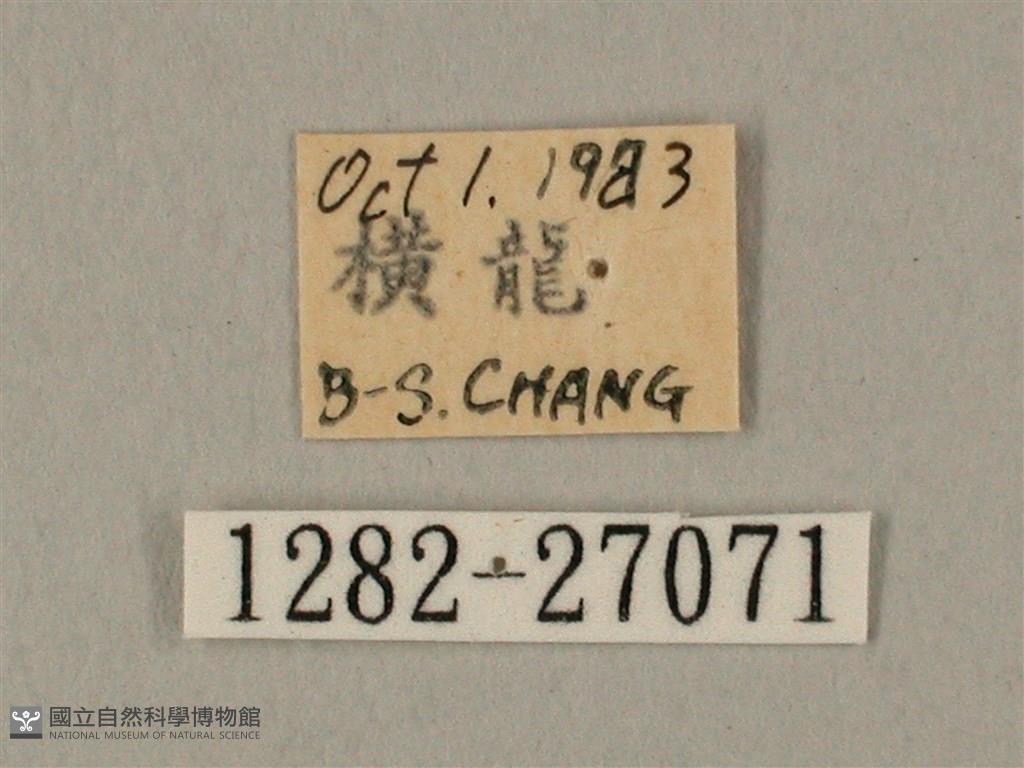 Oct 1. 1983
橫龍
B-S. CHANG
1282-27071
國立自然科學博物館
NATIONAL MUSEUM OF NATURAL SCIENCE